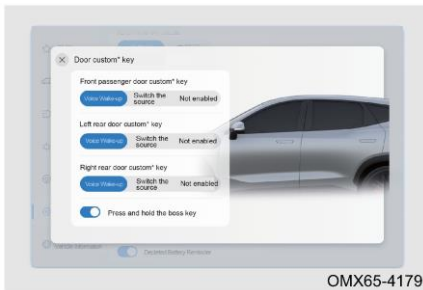 Door custom* key
Front passenger door custom* key
Voice Wake-up
Switch the
source
Not enabled
Left rear door custom* key
Voice Wake-up
Switch the
source
Not enabled
Right rear door custom* key
Voice Wake-up
Switch the
source
Not enabled
Press and hold the boss key
Vehicle Information
Depleted Battery Reminder
OMX65-4179